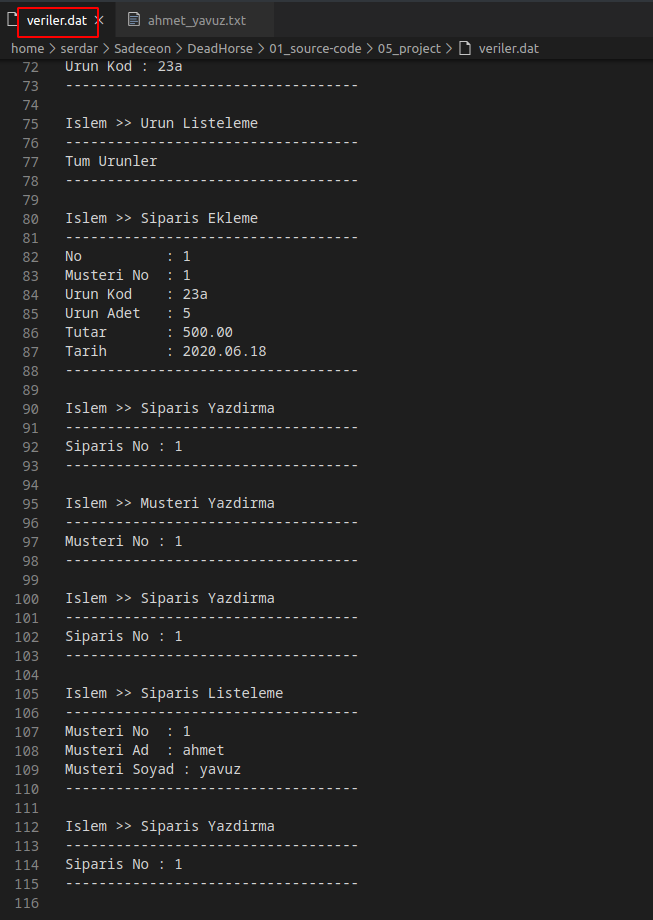 veriler.dat × ahmet_yavuz.txt
home > serdar > Sadeceon > DeadHorse > 01_source-code > 05_project > veriler.dat
72 Urun Kod : 23a
73 -----------------------------------
74
75 Islem >> Urun Listeleme
76 -----------------------------------
77 Tum Urunler
78 -----------------------------------
79
80 Islem >> Siparis Ekleme
81 -----------------------------------
82 No          : 1
83 Musteri No  : 1
84 Urun Kod    : 23a
85 Urun Adet   : 5
86 Tutar       : 500.00
87 Tarih       : 2020.06.18
88 -----------------------------------
89
90 Islem >> Siparis Yazdirma
91 -----------------------------------
92 Siparis No : 1
93 -----------------------------------
94
95 Islem >> Musteri Yazdirma
96 -----------------------------------
97 Musteri No : 1
98 -----------------------------------
99
100 Islem >> Siparis Yazdirma
101 -----------------------------------
102 Siparis No : 1
103 -----------------------------------
104
105 Islem >> Siparis Listeleme
106 -----------------------------------
107 Musteri No  : 1
108 Musteri Ad  : ahmet
109 Musteri Soyad : yavuz
110 -----------------------------------
111
112 Islem >> Siparis Yazdirma
113 -----------------------------------
114 Siparis No : 1
115 -----------------------------------
116